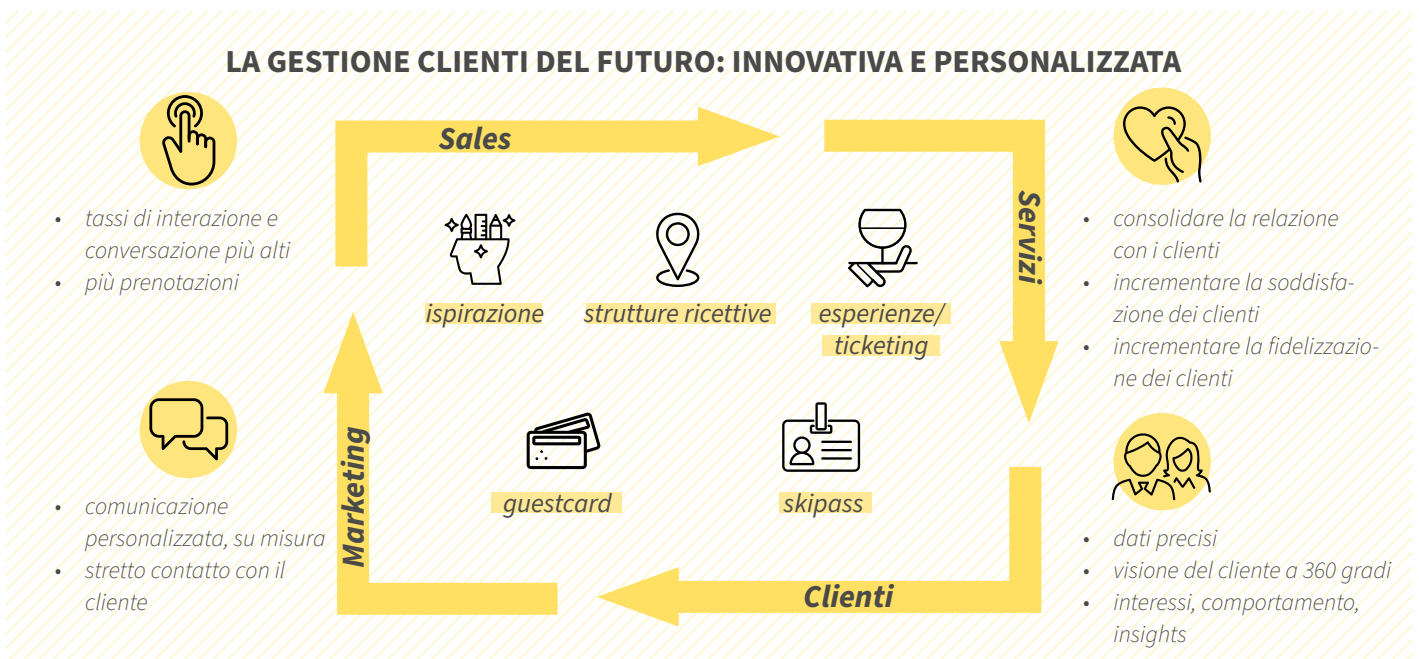 LA GESTIONE CLIENTI DEL FUTURO: INNOVATIVA E PERSONALIZZATA
Sales
• tassi di interazione e
conversazione più alti
• più prenotazioni
Servizi
• consolidare la relazione
con i clienti
• incrementare la soddisfa-
zione dei clienti
• incrementare la fidelizzazio-
ne dei clienti
ispirazione
strutture ricettive
esperienze/
ticketing
guestcard
skipass
Marketing
• comunicazione
personalizzata, su misura
• stretto contatto con il
cliente
Clienti
• dati precisi
• visione del cliente a 360 gradi
• interessi, comportamento,
insights